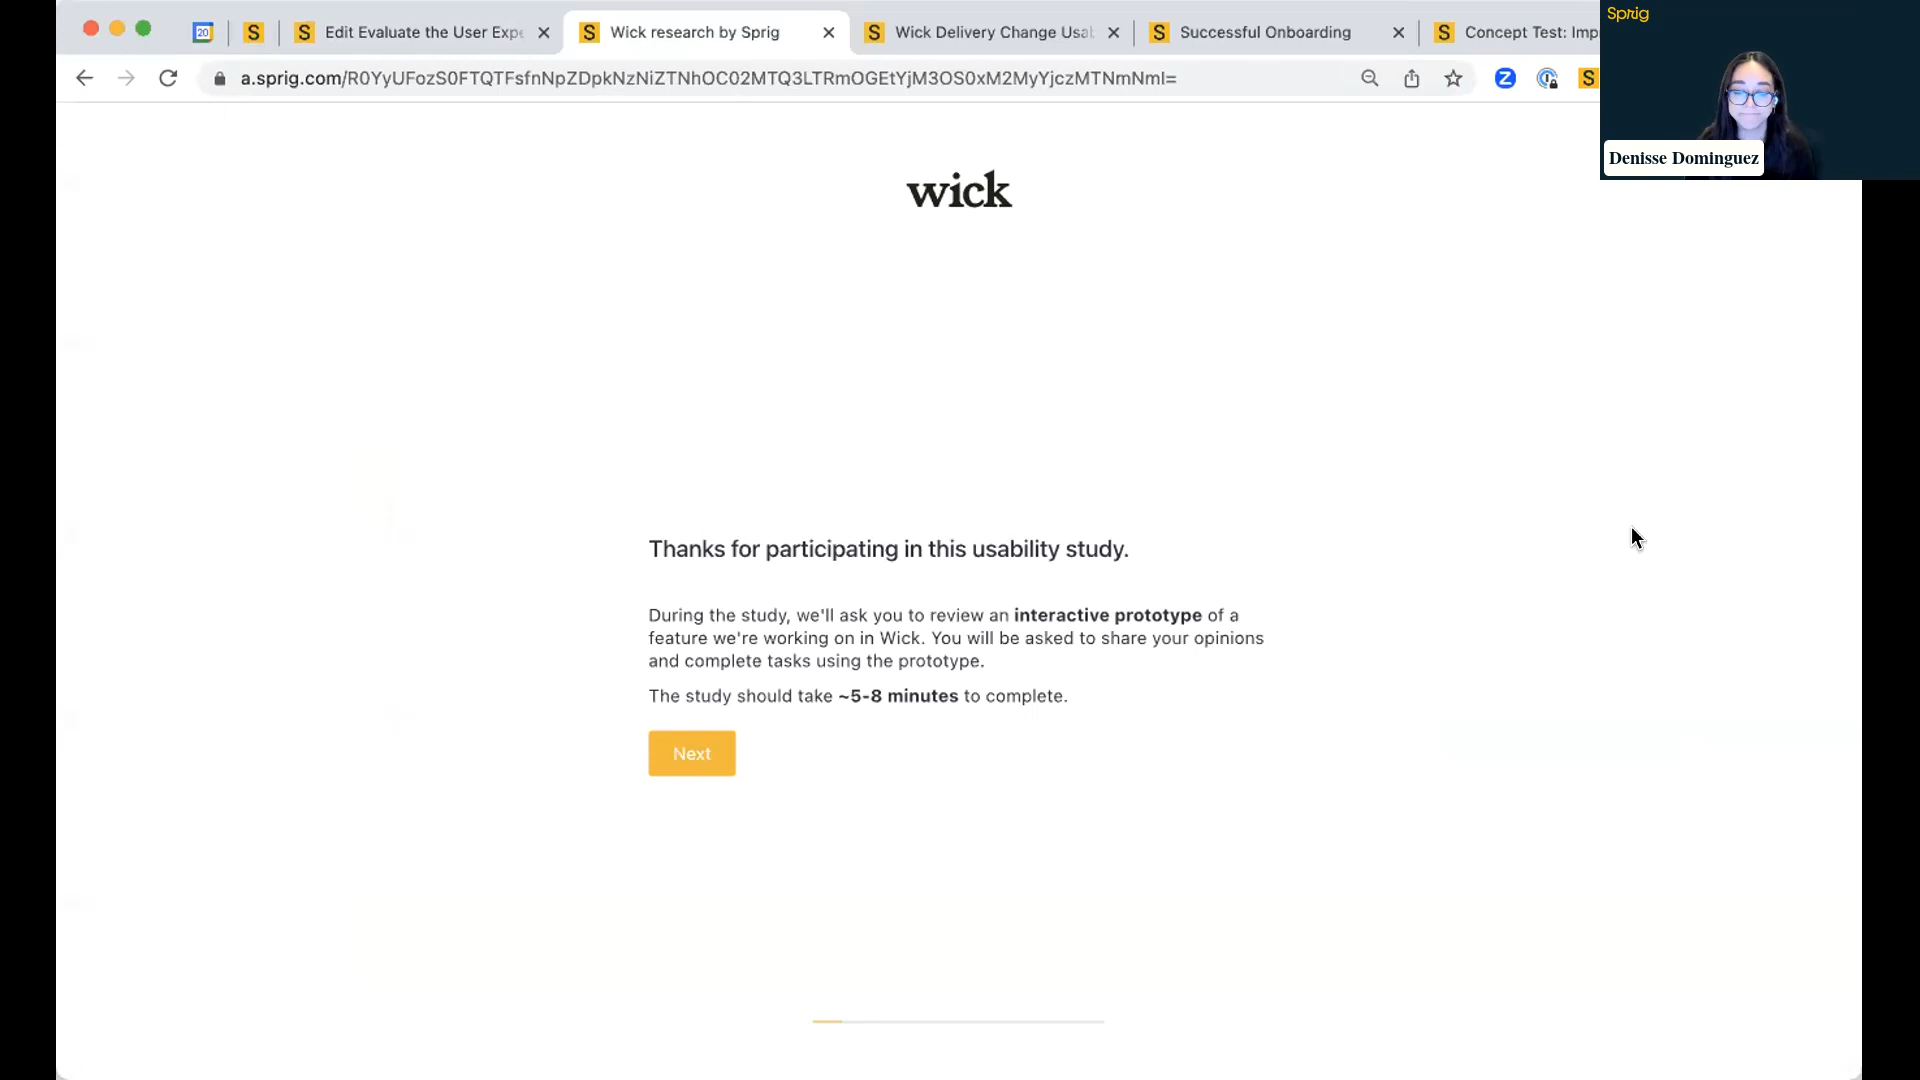 Sprig
20
S
S
Edit Evaluate the User Expe
S
Wick research by Sprig
S
Wick Delivery Change Usa
S
Successful Onboarding
S
Concept Test: Imp
a.sprig.com/R0YyUFozS0FTQTFsfnNpZDpkNzNiZTNhOC02MTQ3LTRmOGEtYjM3OS0xM2MyYjczMTNmNmI=
Z
S
Denisse Dominguez
wick
Thanks for participating in this usability study.
During the study, we'll ask you to review an interactive prototype of a
feature we're working on in Wick. You will be asked to share your opinions
and complete tasks using the prototype.
The study should take ~5-8 minutes to complete.
Next